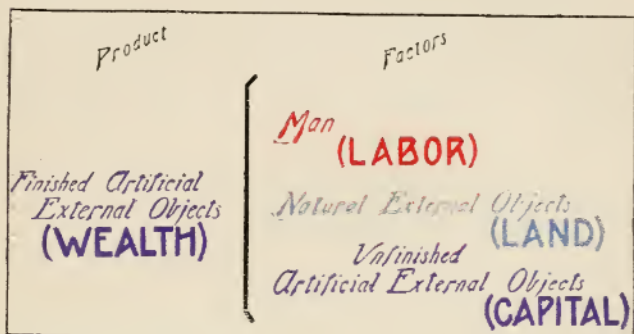 Product
Factors
Man
(LABOR)
Finished Artificial
External Objects
(WEALTH)
Natural External Objects
(LAND)
Unfinished
Artificial External Objects
(CAPITAL)